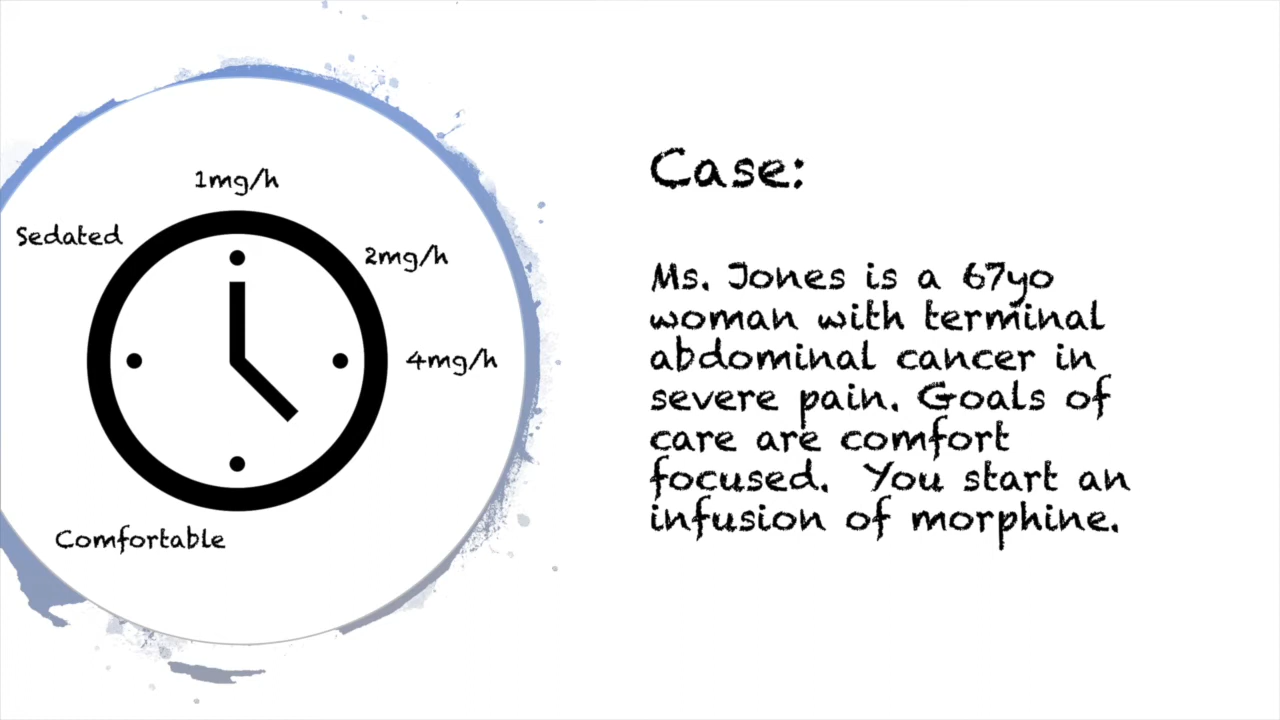 1mg/h
Sedated
2mg/h
4mg/h
Comfortable
Case:
Ms. Jones is a 67yo
woman with terminal
abdominal cancer in
severe pain. Goals of
care are comfort
focused.  You start an
infusion of morphine.